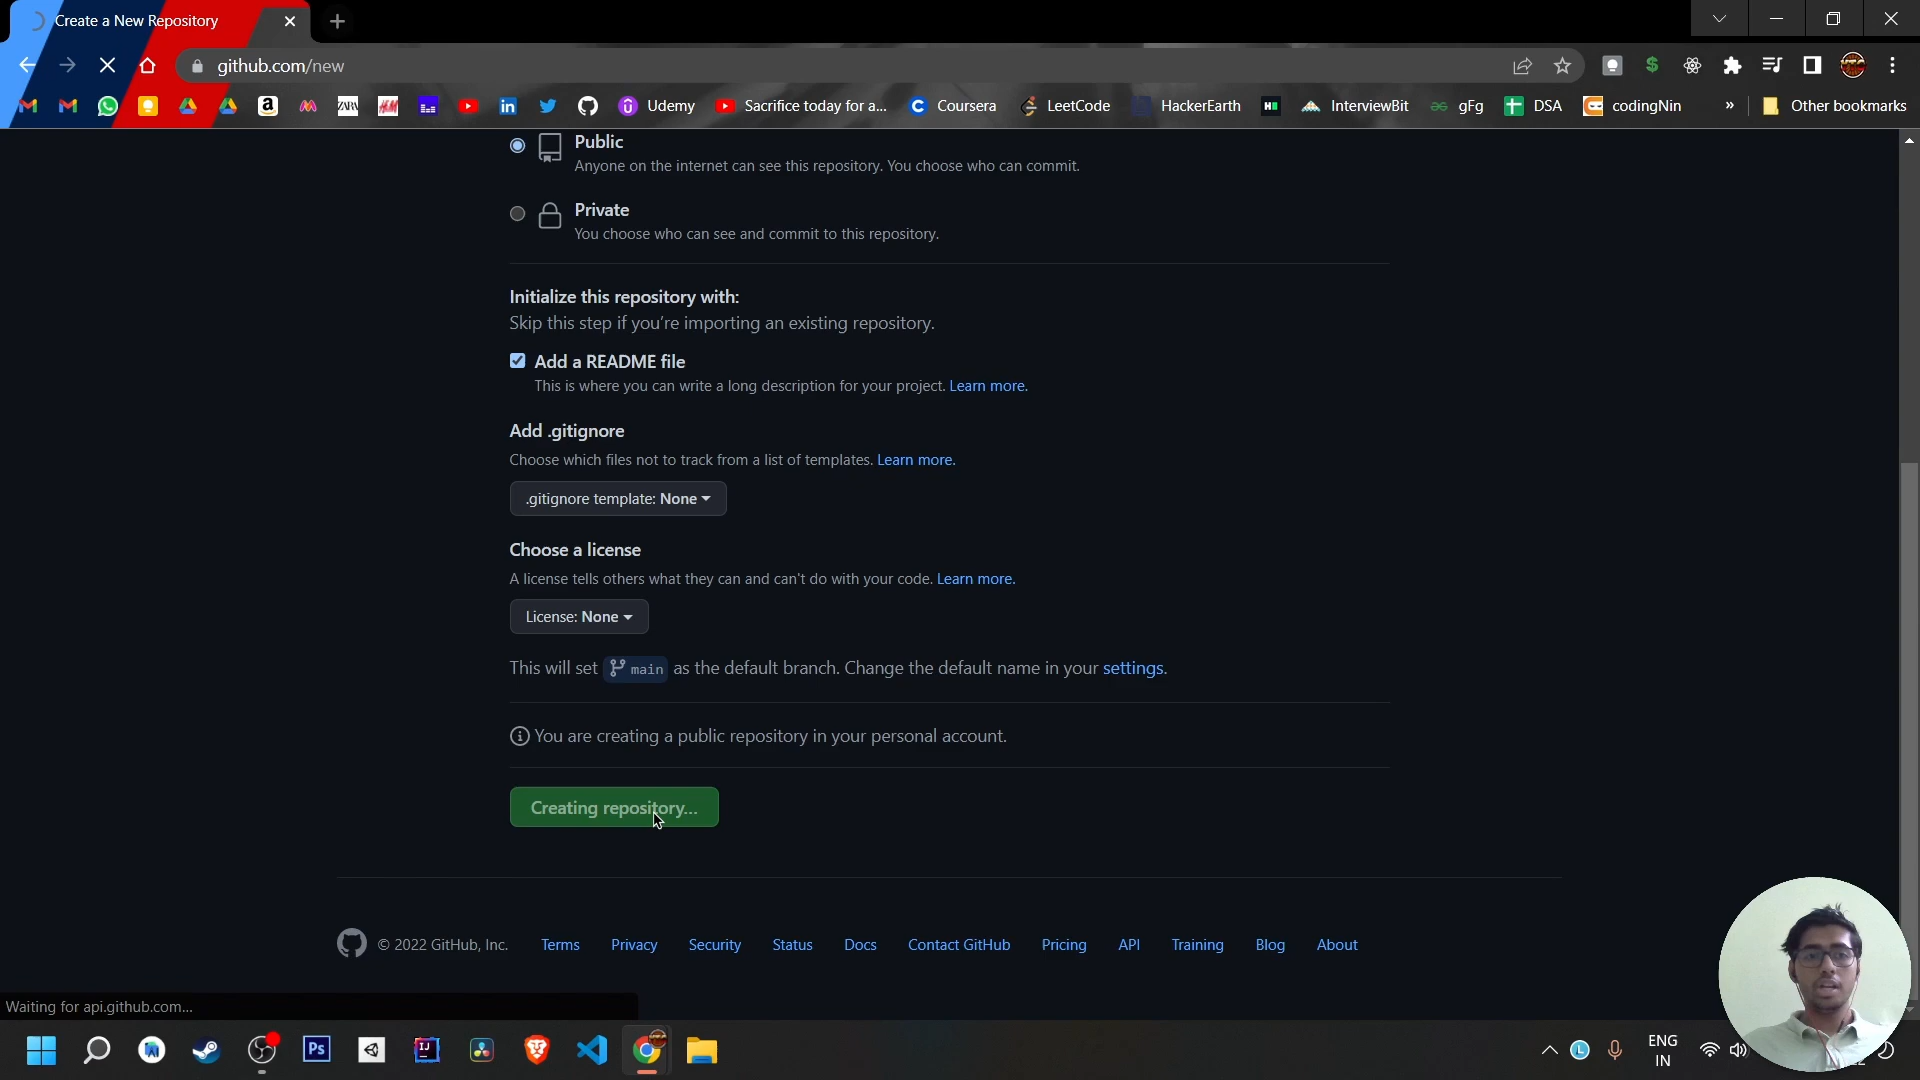 Create a New Repository
github.com/new
Udemy
Sacrifice today for a...
Coursera
LeetCode
HackerEarth
InterviewBit
gFg
DSA
codingNin
»
Other bookmarks
Public
Anyone on the internet can see this repository. You choose who can commit.
Private
You choose who can see and commit to this repository.
Initialize this repository with:
Skip this step if you're importing an existing repository.
Add a README file
This is where you can write a long description for your project. Learn more.
Add .gitignore
Choose which files not to track from a list of templates. Learn more.
.gitignore template: None
Choose a license
A license tells others what they can and can't do with your code. Learn more.
License: None
This will set main as the default branch. Change the default name in your settings.
You are creating a public repository in your personal account.
Creating repository...
© 2022 GitHub, Inc. Terms Privacy Security Status Docs Contact GitHub Pricing API Training Blog About
Waiting for api.github.com...
Ps
IJ
ENG
IN